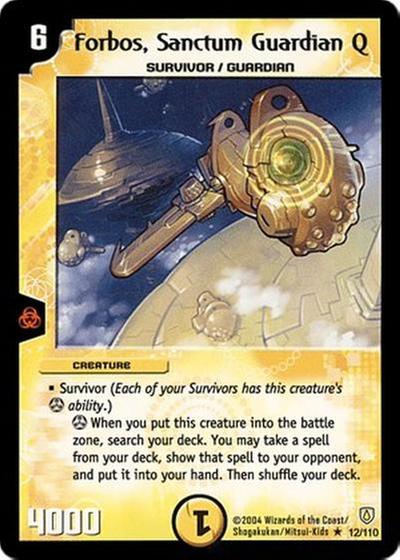 6 Forbos, Sanctum Guardian Q
SURVIVOR / GUARDIAN
CREATURE
▪ Survivor (Each of your Survivors has this creature's
ability.)
When you put this creature into the battle
zone, search your deck. You may take a spell
from your deck, show that spell to your opponent,
and put it into your hand. Then shuffle your deck.
4000
1
©2004 Wizards of the Coast/
Shogakukan/Mitsui-Kids ★ 12/110